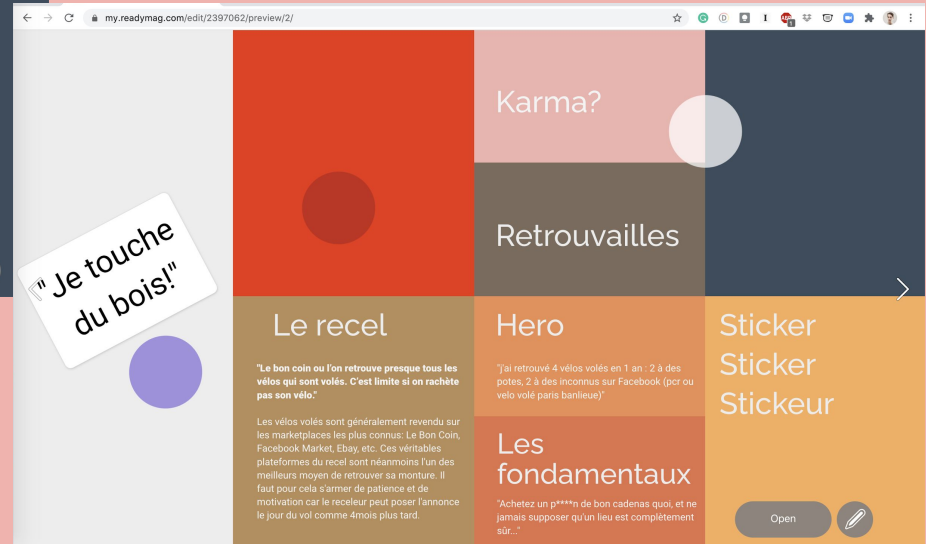 my.readymag.com/edit/2397062/preview/2/
" Je touche
du bois!"
Karma?
Retrouvailles
Le recel
"Le bon coin ou l'on retrouve presque tous les
vélos qui sont volés. C'est limite si on rachète
pas son vélo."
Les vélos volés sont généralement revendu sur
les marketplaces les plus connus: Le Bon Coin,
Facebook Market, Ebay, etc. Ces véritables
plateformes du recel sont néanmoins l'un des
meilleurs moyen de retrouver sa monture. Il
faut pour cela s'armer de patience et de
motivation car le receleur peut poser l'annonce
le jour du vol comme 4mois plus tard.
Hero
"j'ai retrouvé 4 vélos volés en 1 an : 2 à des
potes, 2 à des inconnus sur Facebook (pcr ou
velo volé paris banlieue)"
Les
fondamentaux
"Achetez un p****n de bon cadenas quoi, et ne
jamais supposer qu'un lieu est complètement
sûr..."
Sticker
Sticker
Stickeur
Open